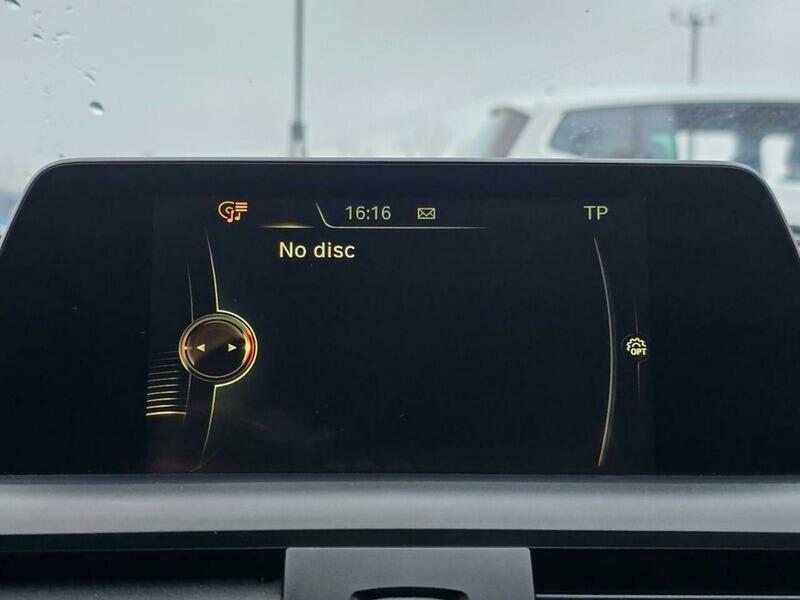 16:16 TP
No disc
OPT